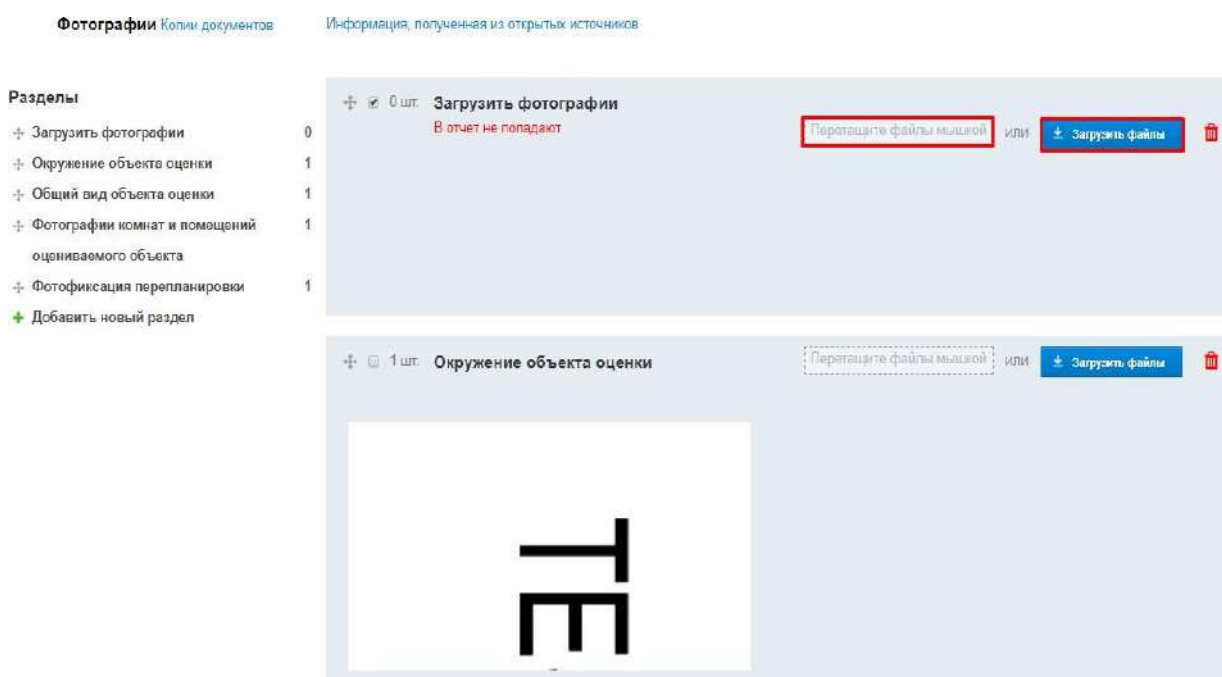 Фотографии Копии документов Информация, полученная из открытых источников
Разделы
Загрузить фотографии 0
Окружение объекта оценки 1
Общий вид объекта оценки 1
Фотографии комнат и помещений 1
оцениваемого объекта
Фотофиксация перепланировки 1
Добавить новый раздел
0 шт. Загрузить фотографии
В отчет не попадают
Перетащите файлы мышкой или Загрузить файлы
1 шт. Окружение объекта оценки Перетащите файлы мышкой или Загрузить файлы
TE